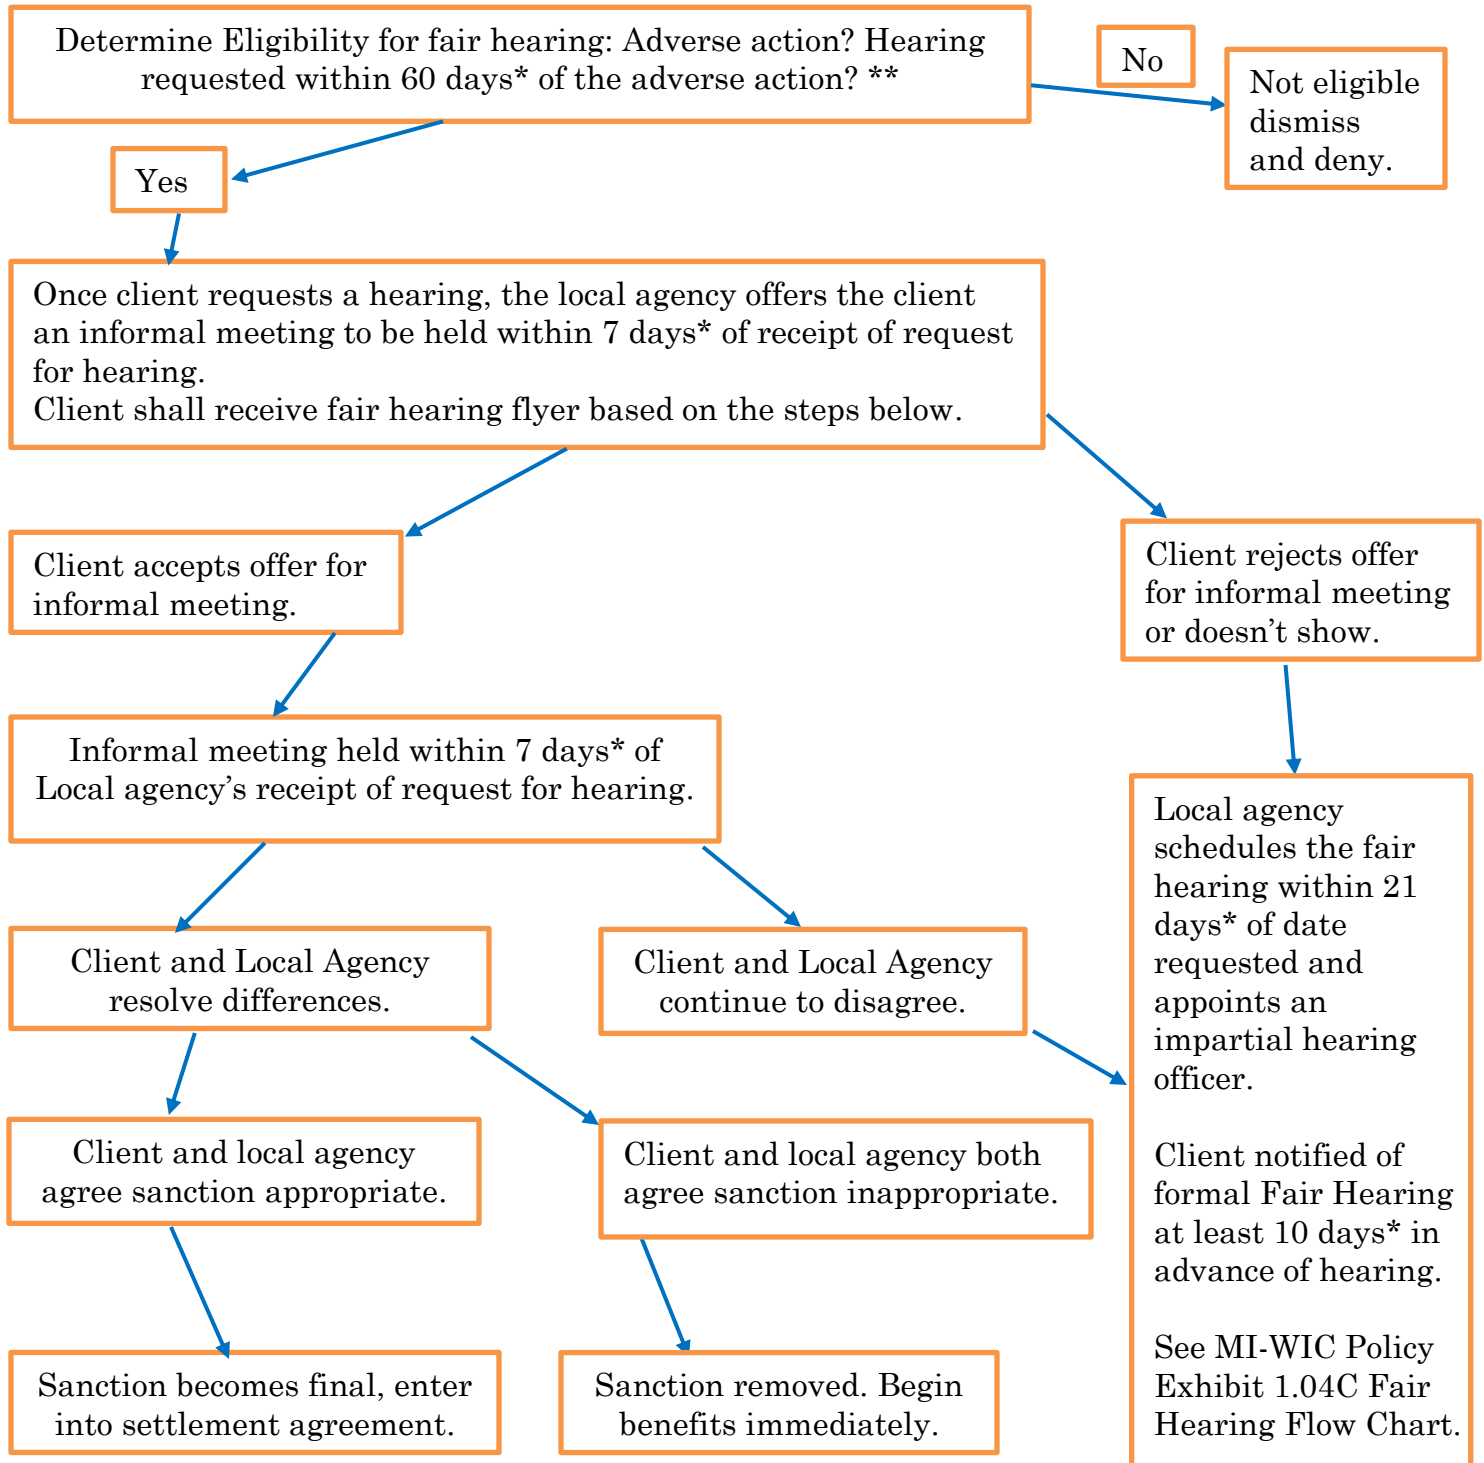 Determine Eligibility for fair hearing: Adverse action? Hearing
requested within 60 days* of the adverse action? **
No
Not eligible
dismiss
and deny.
Yes
Once client requests a hearing, the local agency offers the client
an informal meeting to be held within 7 days* of receipt of request
for hearing.
Client shall receive fair hearing flyer based on the steps below.
Client accepts offer for
informal meeting.
Client rejects offer
for informal meeting
or doesn’t show.
Informal meeting held within 7 days* of
Local agency’s receipt of request for hearing.
Local agency
schedules the fair
hearing within 21
days* of date
requested and
appoints an
impartial hearing
officer.
Client notified of
formal Fair Hearing
at least 10 days* in
advance of hearing.
See MI-WIC Policy
Exhibit 1.04C Fair
Hearing Flow Chart.
Client and Local Agency
resolve differences.
Client and Local Agency
continue to disagree.
Client and local agency
agree sanction appropriate.
Client and local agency both
agree sanction inappropriate.
Sanction becomes final, enter
into settlement agreement.
Sanction removed. Begin
benefits immediately.